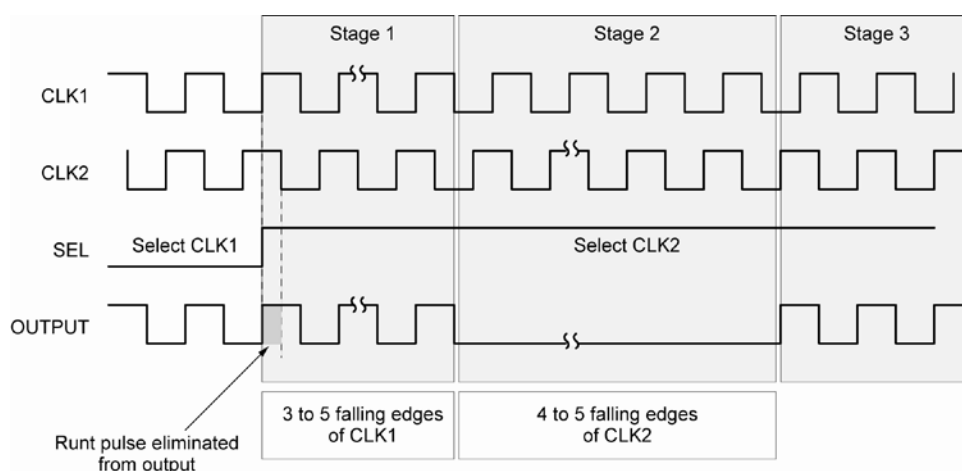 Stage 1
Stage 2
Stage 3
CLK1
CLK2
SEL
Select CLK1
Select CLK2
OUTPUT
3 to 5 falling edges
of CLK1
4 to 5 falling edges
of CLK2
Runt pulse eliminated
from output